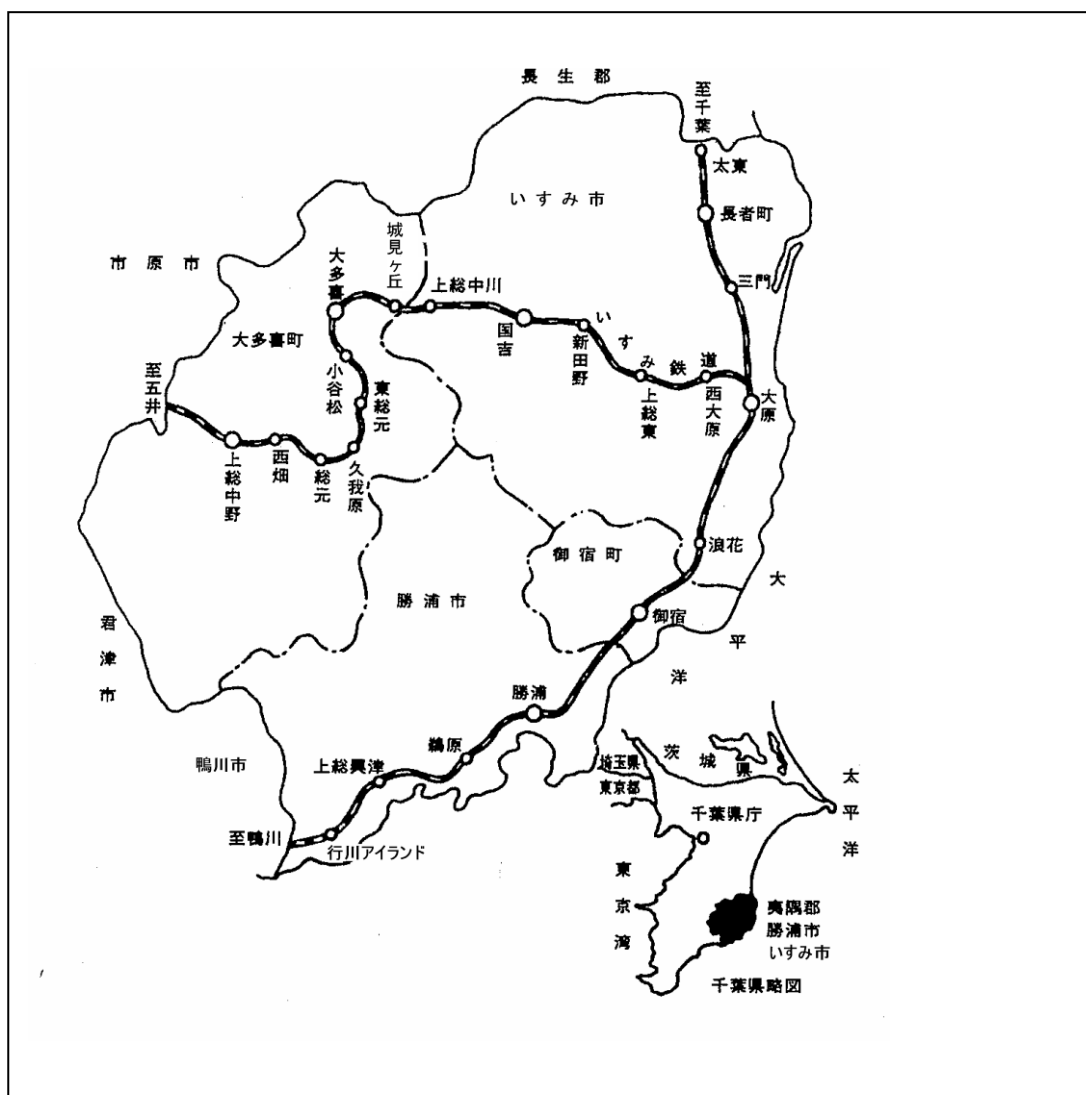 長生郡
至千葉
太東
いすみ市
長者町
城見ヶ丘
市原市
大多喜
三門
上総中川
国吉
新田野
いすみ鉄道
大多喜町
小谷松
東総元
上総東
西大原
大原
至五井
上総中野
西畑
総元
久我原
浪花
御宿町
大平洋
勝浦市
御宿
君津市
勝浦
鵜原
鴨川市
上総興津
至鴨川
行川アイランド
茨城県
埼玉県
東京都
太平洋
千葉県庁
東京湾
夷隅郡
勝浦市
いすみ市
千葉県略図